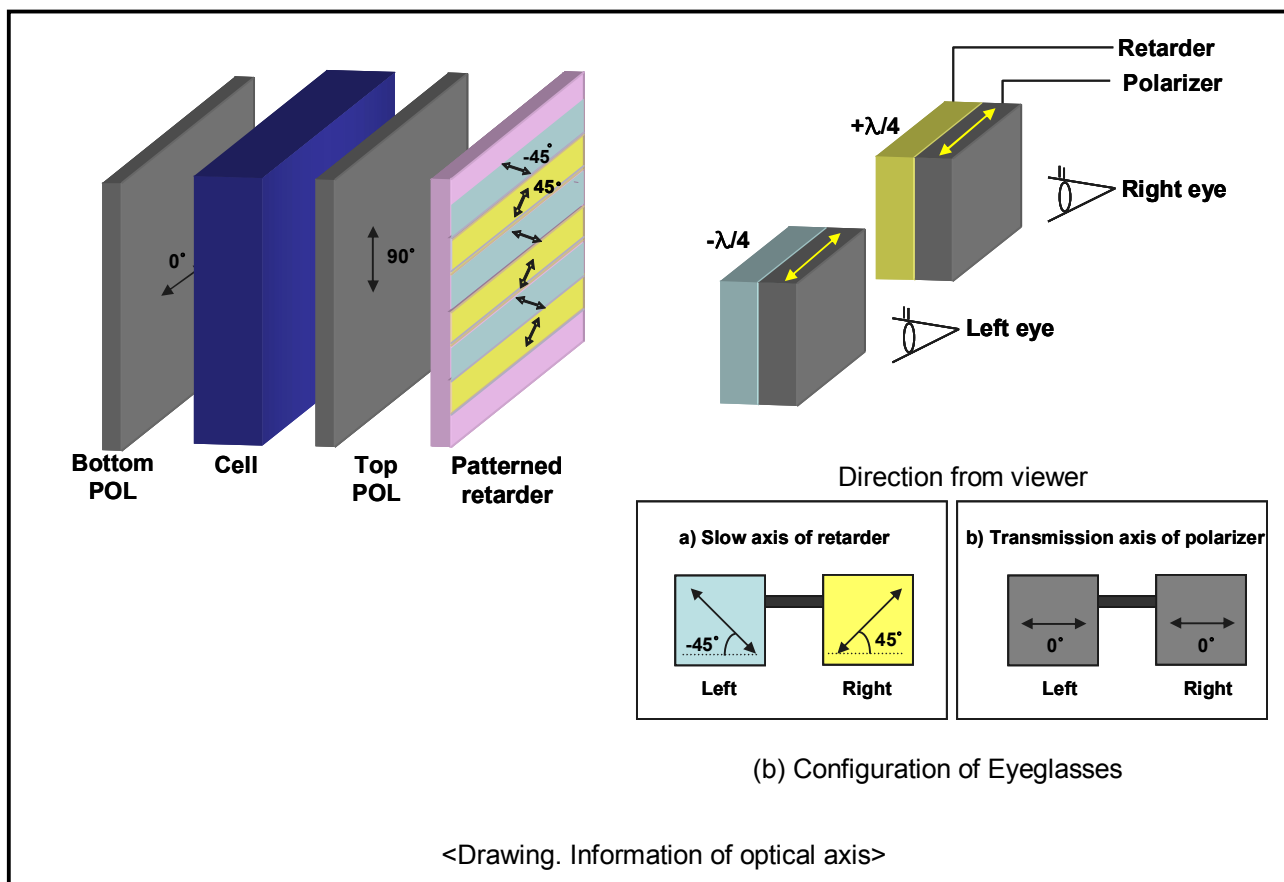 Retarder
Polarizer
+λ/4
Right eye
-λ/4
Left eye
-45°
45°
0°
90°
Bottom
POL
Cell
Top
POL
Patterned
retarder
Direction from viewer
a) Slow axis of retarder
-45°
45°
Left
Right
b) Transmission axis of polarizer
0°
0°
Left
Right
(b) Configuration of Eyeglasses
<Drawing. Information of optical axis>